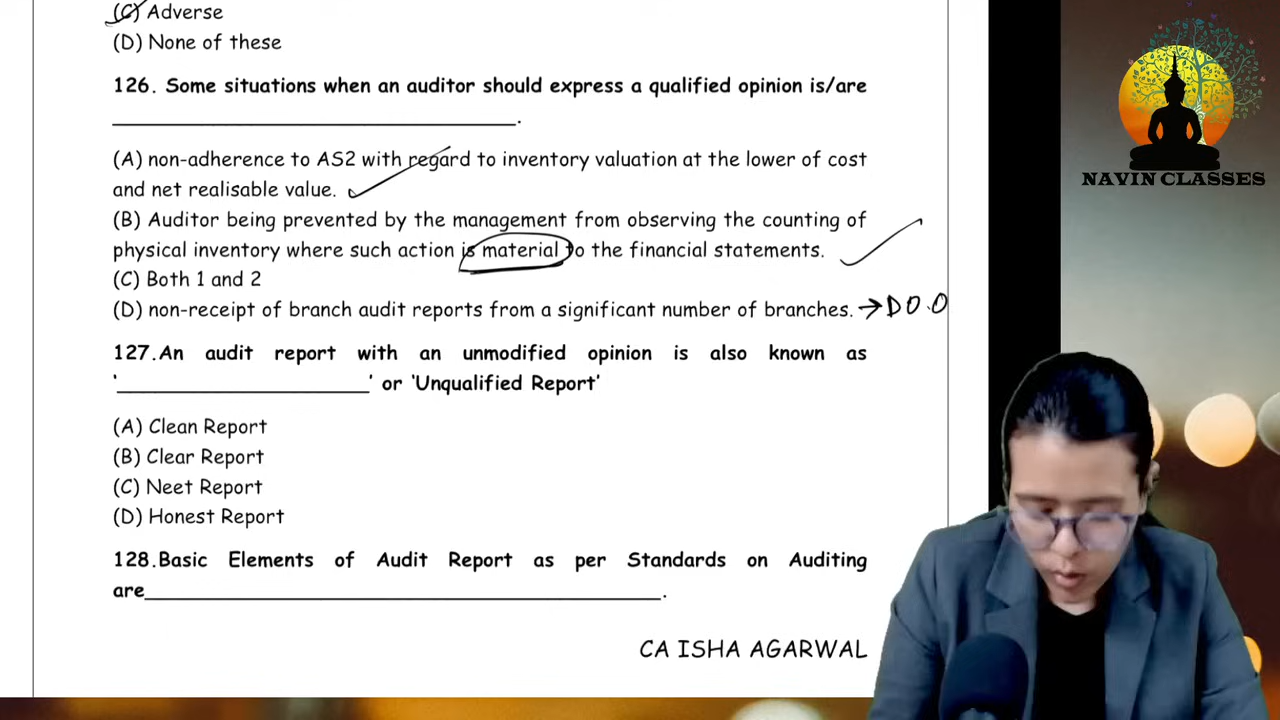 (C) Adverse
(D) None of these
126. Some situations when an auditor should express a qualified opinion is/are
______________________________.
(A) non-adherence to AS2 with regard to inventory valuation at the lower of cost
and net realisable value.
(B) Auditor being prevented by the management from observing the counting of
physical inventory where such action is material to the financial statements.
(C) Both 1 and 2
(D) non-receipt of branch audit reports from a significant number of branches. → D O.O
127.An audit report with an unmodified opinion is also known as
'___________________' or 'Unqualified Report'
(A) Clean Report
(B) Clear Report
(C) Neet Report
(D) Honest Report
128.Basic Elements of Audit Report as per Standards on Auditing
are______________________________________.
CA ISHA AGARWAL
NAVIN CLASSES